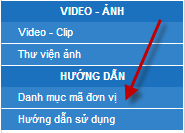 VIDEO - ẢNH
Video - Clip
Thư viện ảnh
HƯỚNG DẪN
Danh mục mã đơn vị
Hướng dẫn sử dụng